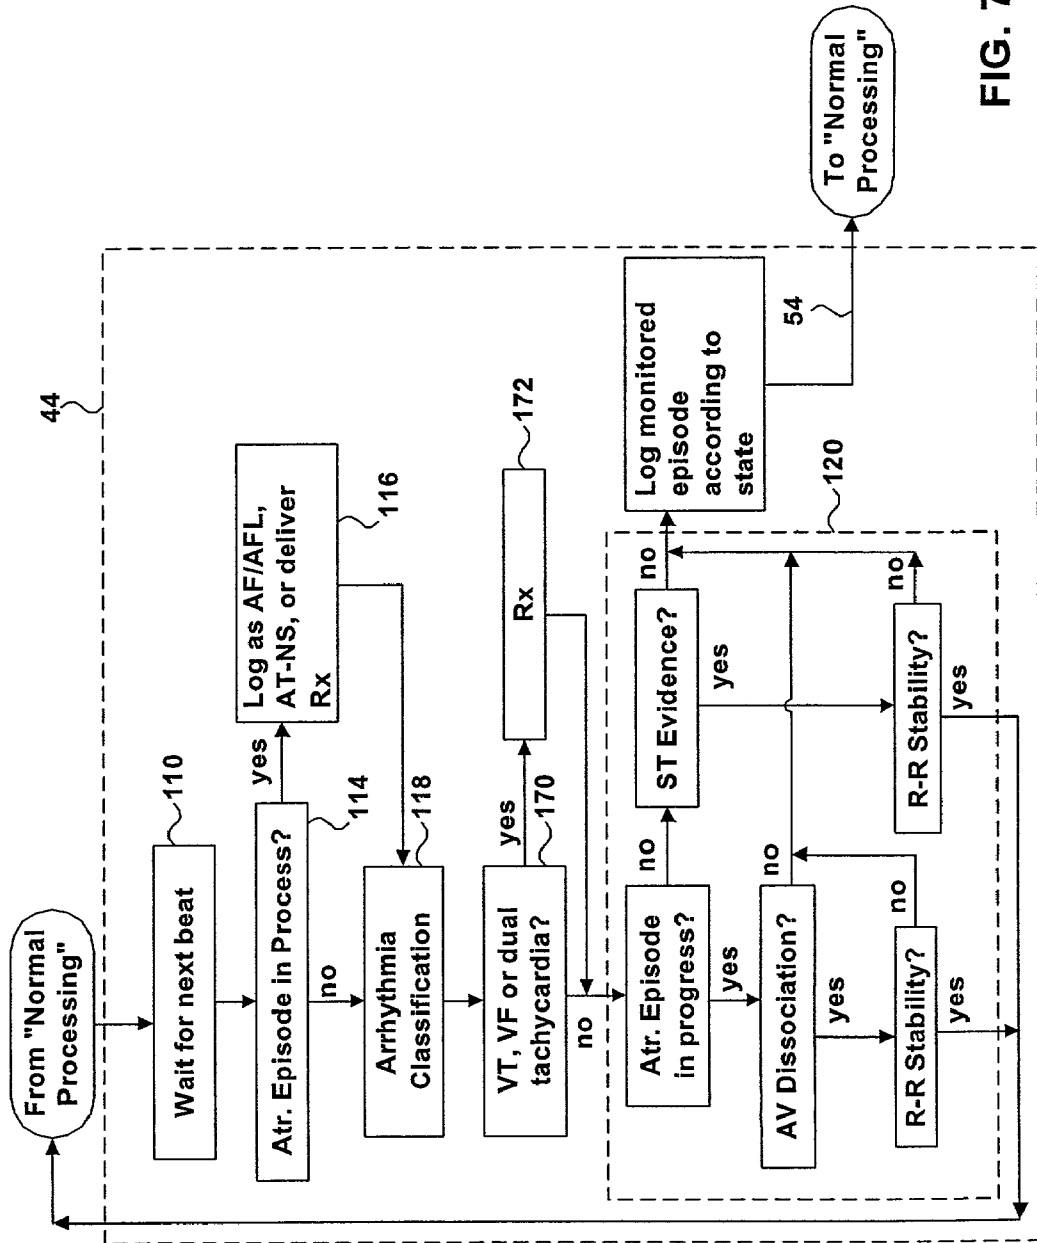 From "Normal
Processing"
Wait for next beat
110
Atr. Episode in Process?
114
yes
no
Log as AF/AFL,
AT-NS, or deliver
Rx
116
Arrhythmia
Classification
118
VT, VF or dual
tachycardia?
170
yes
no
Rx
172
44
Atr. Episode
in progress?
no
yes
ST Evidence?
no
yes
AV Dissociation?
no
yes
R-R Stability?
no
yes
R-R Stability?
no
yes
120
Log monitored
episode
according to
state
54
To "Normal
Processing"
FIG. 7